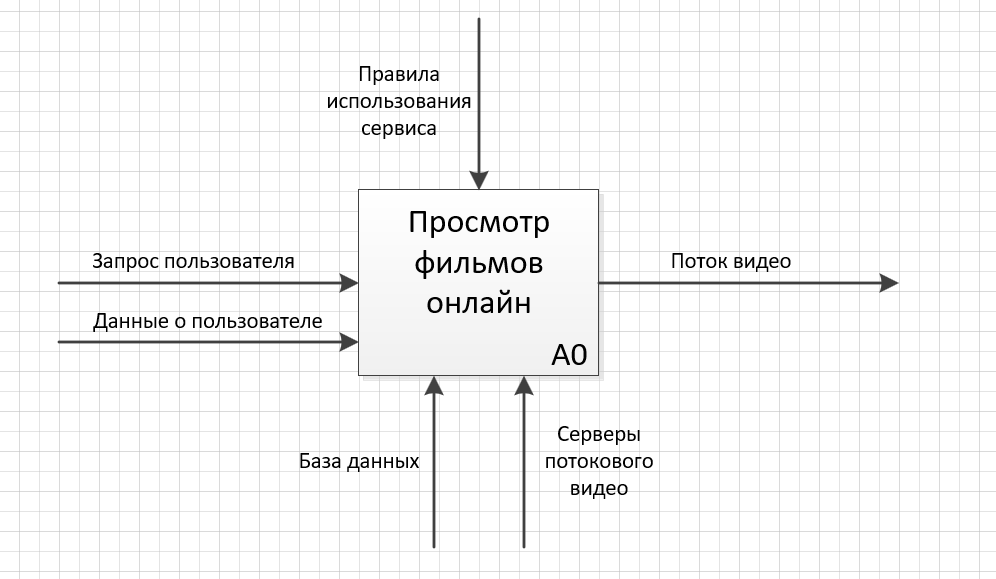 Правила
использования
сервиса
Просмотр
фильмов
онлайн
A0
Запрос пользователя
Данные о пользователе
Поток видео
База данных
Серверы
потокового
видео